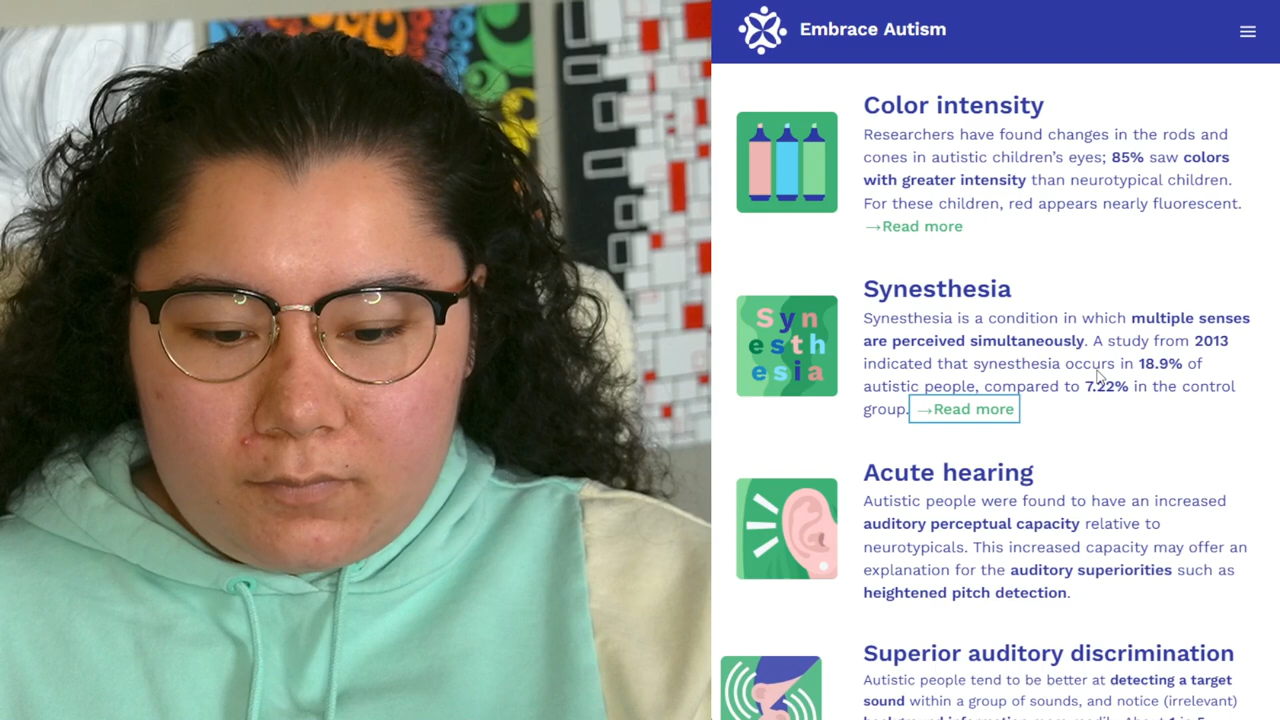 Embrace Autism
Color intensity
Researchers have found changes in the rods and
cones in autistic children’s eyes; 85% saw colors
with greater intensity than neurotypical children.
For these children, red appears nearly fluorescent.
→Read more
Syn
esth
esia
Synesthesia
Synesthesia is a condition in which multiple senses
are perceived simultaneously. A study from 2013
indicated that synesthesia occurs in 18.9% of
autistic people, compared to 7.22% in the control
group. →Read more
Acute hearing
Autistic people were found to have an increased
auditory perceptual capacity relative to
neurotypicals. This increased capacity may offer an
explanation for the auditory superiorities such as
heightened pitch detection.
Superior auditory discrimination
Autistic people tend to be better at detecting a target
sound within a group of sounds, and notice (irrelevant)